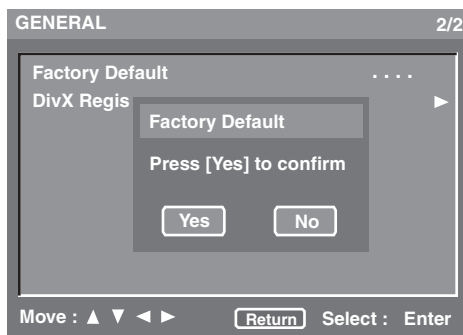 GENERAL 2/2
Factory Default ....
DivX Regis ►
Factory Default
Press [Yes] to confirm
Yes No
Move : ▲ ▼ ◄ ► Return Select : Enter